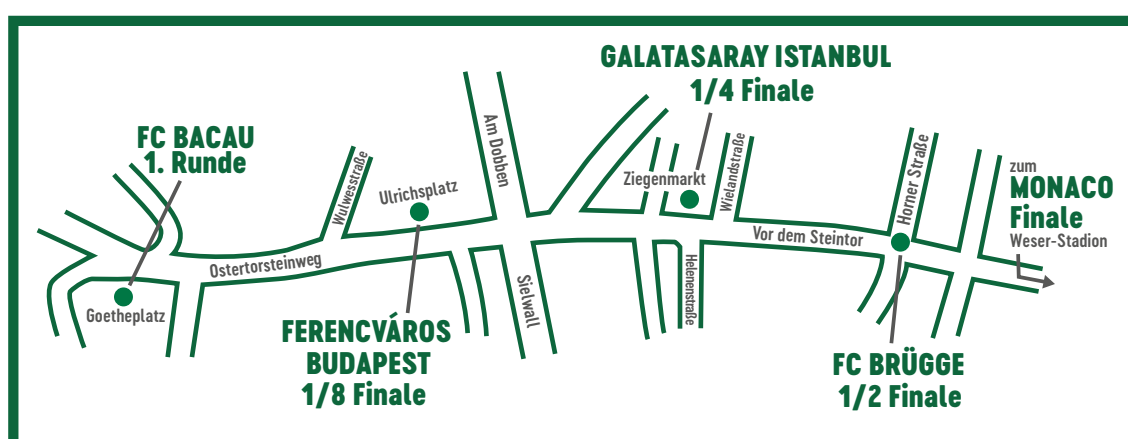 GALATASARAY ISTANBUL
1/4 Finale
FC BACAU
1. Runde
Am Dobben
Wulwesstraße
Ulrichsplatz
Ziegenmarkt
Wielandstraße
Horner Straße
zum
MONACO
Finale
Weser-Stadion
Ostertorsteinweg
Vor dem Steintor
Goetheplatz
Sielwall
Helenenstraße
FERENCVÁROS
BUDAPEST
1/8 Finale
FC BRÜGGE
1/2 Finale